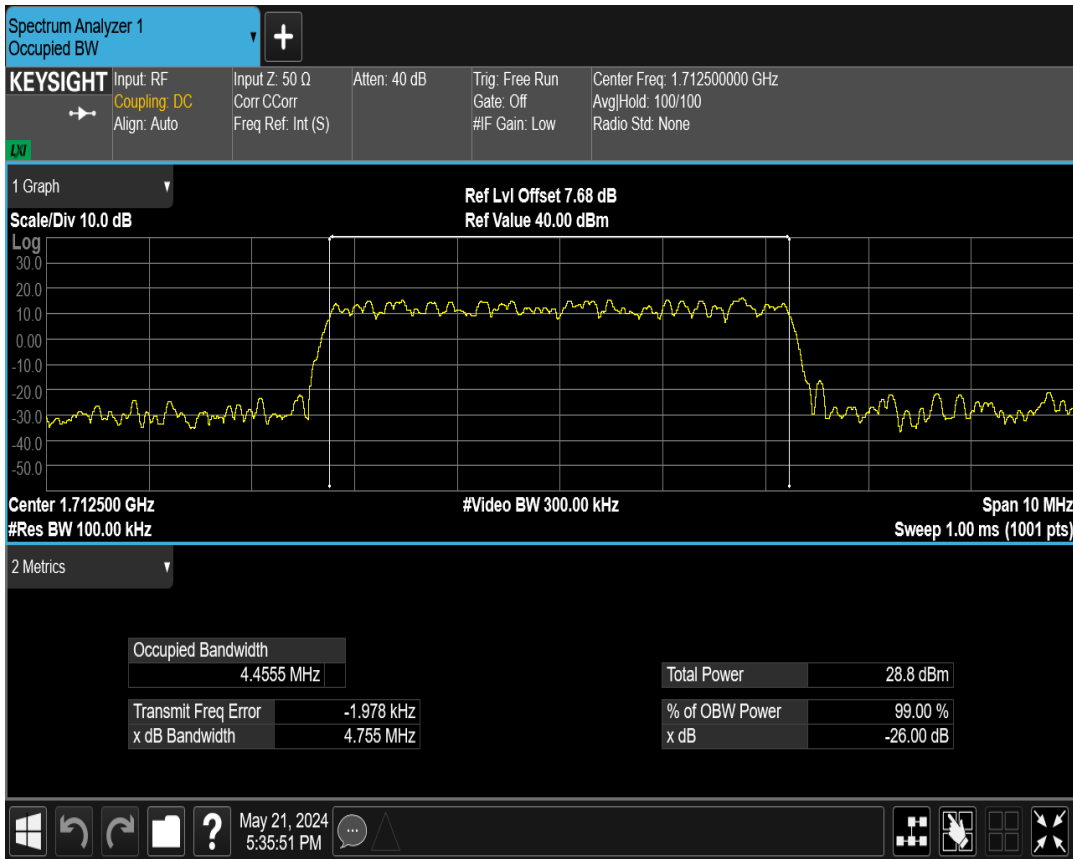 Spectrum Analyzer 1
Occupied BW
KEYSIGHT
LXI
Input: RF
Coupling: DC
Align: Auto
Input Z: 50 Ω
Corr CCorr
Freq Ref: Int (S)
Atten: 40 dB
Trig: Free Run
Gate: Off
#IF Gain: Low
Center Freq: 1.712500000 GHz
Avg|Hold: 100/100
Radio Std: None
1 Graph
Scale/Div 10.0 dB
Ref Lvl Offset 7.68 dB
Ref Value 40.00 dBm
Log
30.0
20.0
10.0
0.00
-10.0
-20.0
-30.0
-40.0
-50.0
Center 1.712500 GHz
#Video BW 300.00 kHz
Span 10 MHz
#Res BW 100.00 kHz
Sweep 1.00 ms (1001 pts)
2 Metrics
Occupied Bandwidth
4.4555 MHz
Total Power 28.8 dBm
Transmit Freq Error -1.978 kHz
% of OBW Power 99.00 %
x dB Bandwidth 4.755 MHz
x dB -26.00 dB
?
May 21, 2024
5:35:51 PM